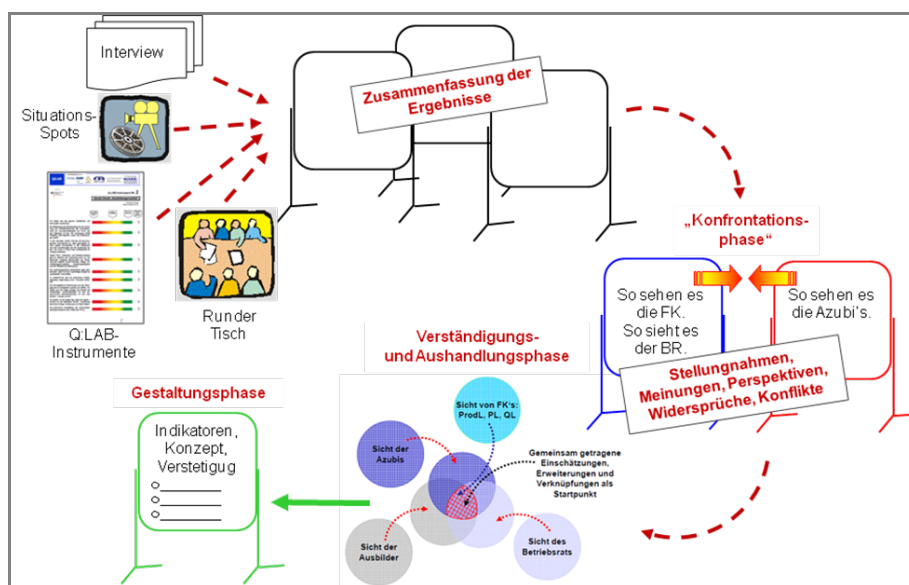 Interview
Situations-
Spots
Q:LAB-
Instrumente
Runder
Tisch
Zusammenfassung der
Ergebnisse
„Konfrontations-
phase“
So sehen es
die FK.
So sieht es
der BR.
So sehen es
die Azubi's.
Stellungnahmen,
Meinungen, Perspektiven,
Widersprüche, Konflikte
Verständigungs-
und Aushandlungsphase
Sicht von FK's:
ProdL, PL, QL
Sicht der
Azubis
Gemeinsam getragene
Einschätzungen,
Erweiterungen und
Verknüpfungen als
Startpunkt
Sicht der
Ausbilder
Sicht des
Betriebsrats
Gestaltungsphase
Indikatoren,
Konzept,
Verstetigug